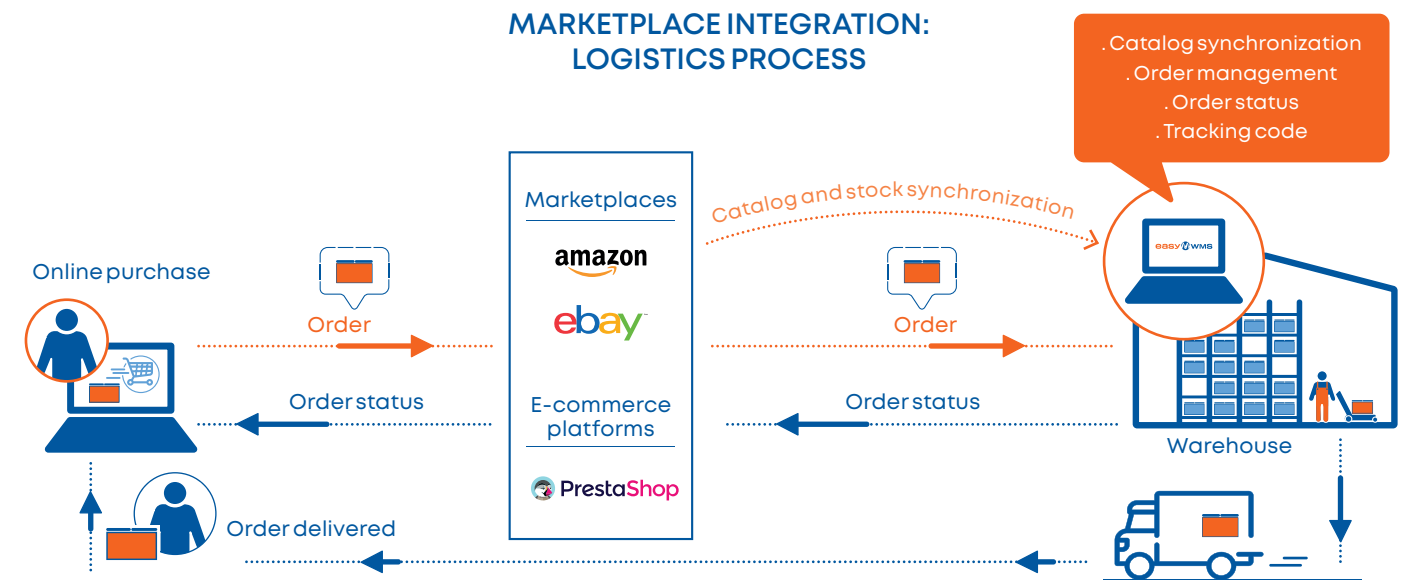 MARKETPLACE INTEGRATION:
LOGISTICS PROCESS
. Catalog synchronization
. Order management
. Order status
. Tracking code
Marketplaces
Catalog and stock synchronization
amazon
easy WMS
Online purchase
ebay™
Order
Order
Order status
E-commerce
platforms
Order status
Warehouse
PrestaShop
Order delivered